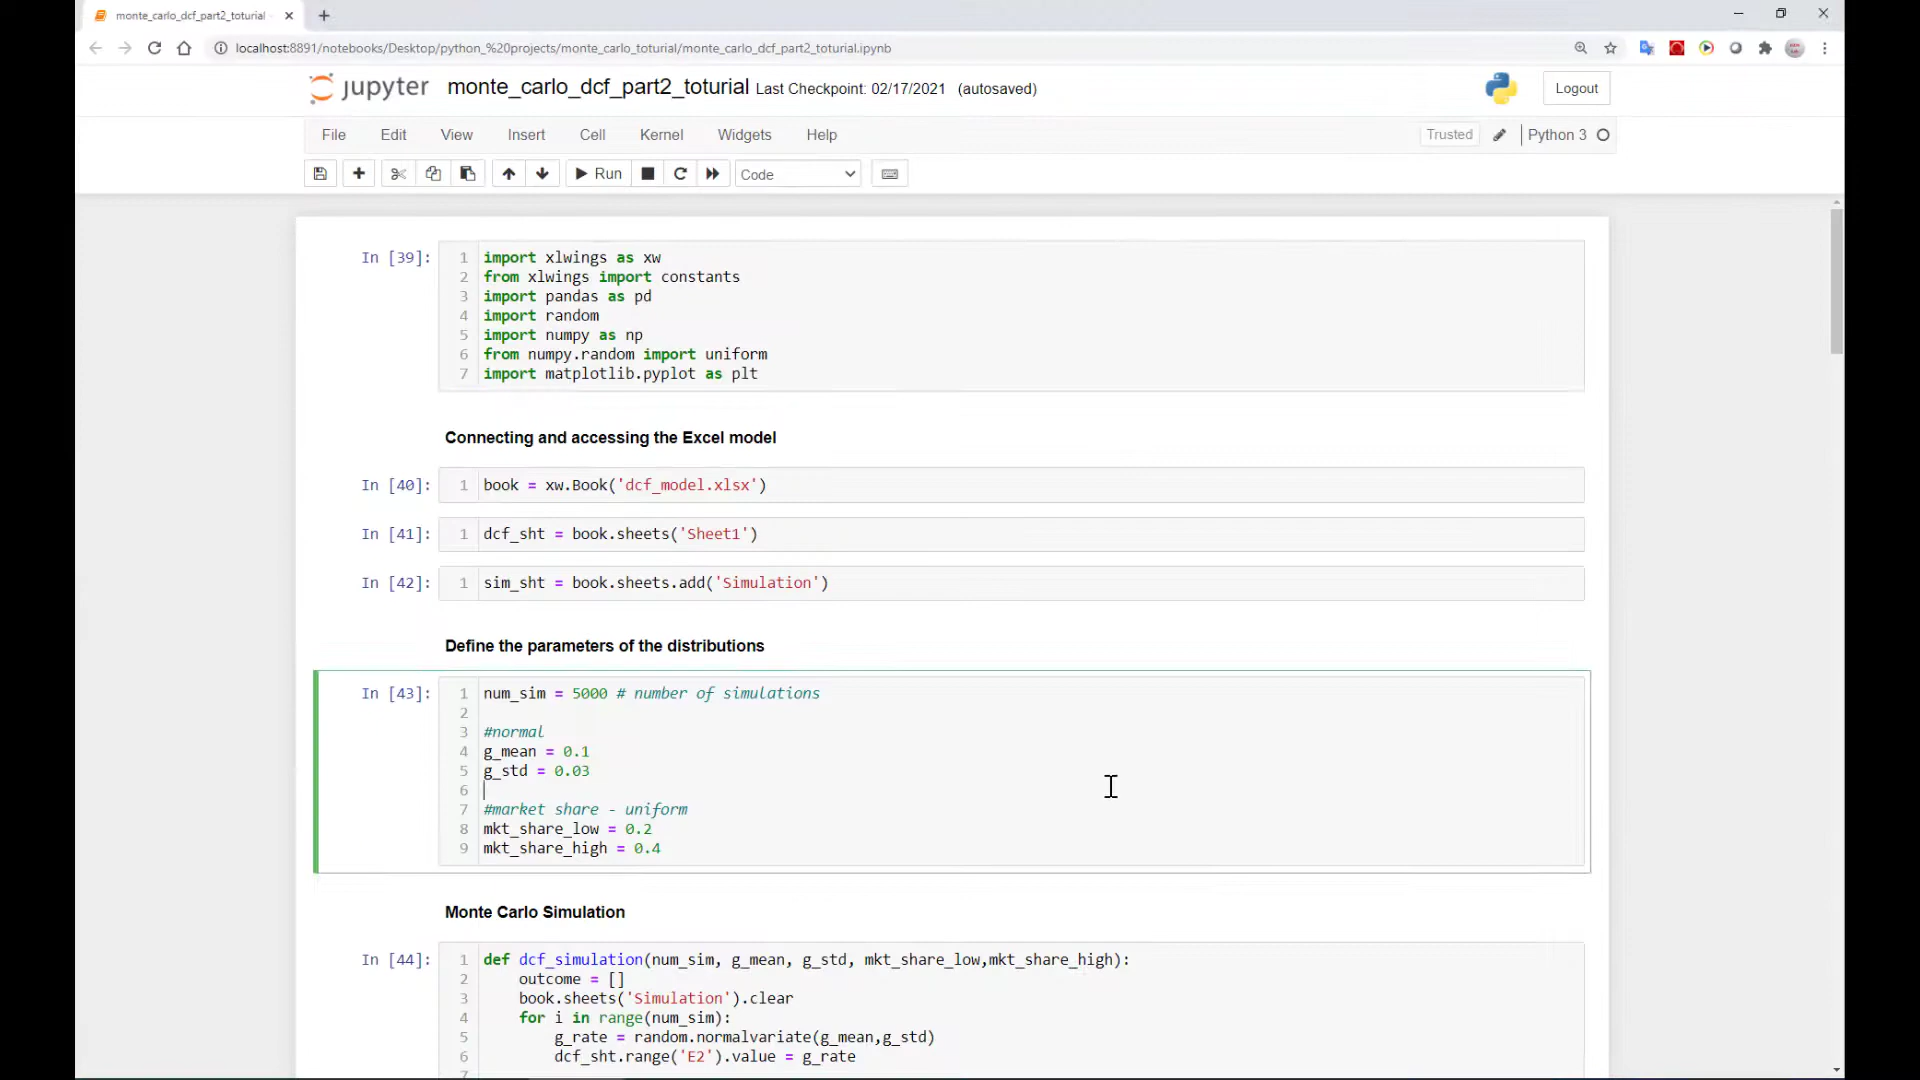 monte_carlo_dcf_part2_toturial
localhost:8891/notebooks/Desktop/python_%20projects/monte_carlo_toturial/monte_carlo_dcf_part2_toturial.ipynb
jupyter monte_carlo_dcf_part2_toturial Last Checkpoint: 02/17/2021 (autosaved) Logout
File Edit View Insert Cell Kernel Widgets Help Trusted Python 3
Run Code
In [39]: 1 import xlwings as xw
2 from xlwings import constants
3 import pandas as pd
4 import random
5 import numpy as np
6 from numpy.random import uniform
7 import matplotlib.pyplot as plt
Connecting and accessing the Excel model
In [40]: 1 book = xw.Book('dcf_model.xlsx')
In [41]: 1 dcf_sht = book.sheets('Sheet1')
In [42]: 1 sim_sht = book.sheets.add('Simulation')
Define the parameters of the distributions
In [43]: 1 num_sim = 5000 # number of simulations
2
3 #normal
4 g_mean = 0.1
5 g_std = 0.03
6
7 #market share - uniform
8 mkt_share_low = 0.2
9 mkt_share_high = 0.4
Monte Carlo Simulation
In [44]: 1 def dcf_simulation(num_sim, g_mean, g_std, mkt_share_low,mkt_share_high):
2 outcome = []
3 book.sheets('Simulation').clear
4 for i in range(num_sim):
5 g_rate = random.normalvariate(g_mean,g_std)
6 dcf_sht.range('E2').value = g_rate
7